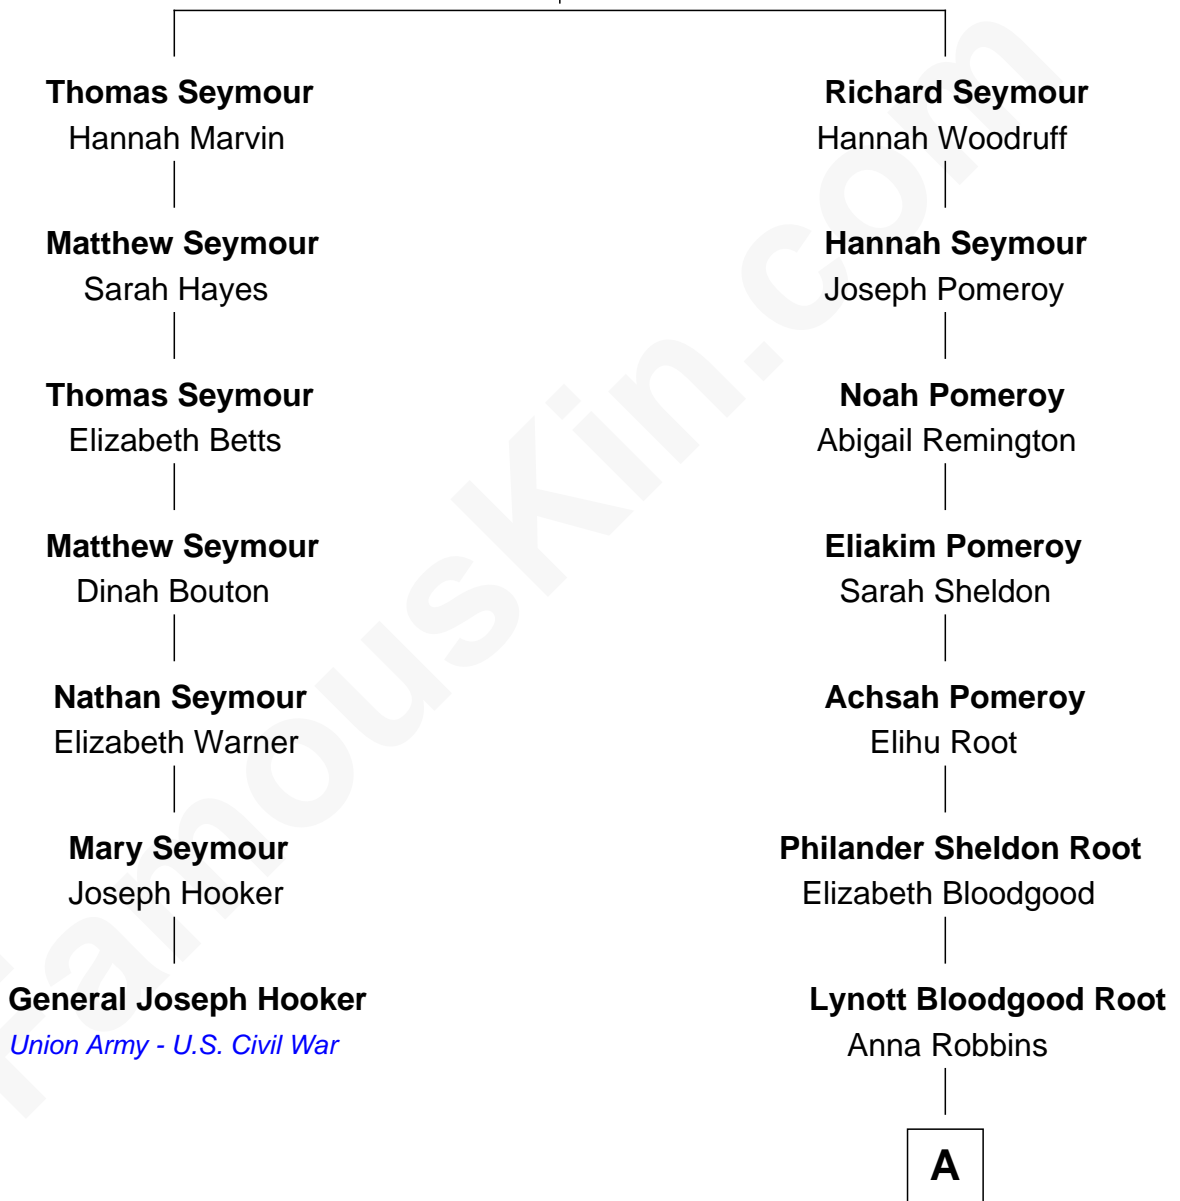 Thomas Seymour
Hannah Marvin
Matthew Seymour
Sarah Hayes
Thomas Seymour
Elizabeth Betts
Matthew Seymour
Dinah Bouton
Nathan Seymour
Elizabeth Warner
Mary Seymour
Joseph Hooker
General Joseph Hooker
Union Army - U.S. Civil War
Richard Seymour
Hannah Woodruff
Hannah Seymour
Joseph Pomeroy
Noah Pomeroy
Abigail Remington
Eliakim Pomeroy
Sarah Sheldon
Achsah Pomeroy
Elihu Root
Philander Sheldon Root
Elizabeth Bloodgood
Lynott Bloodgood Root
Anna Robbins
A
FamousKin.com